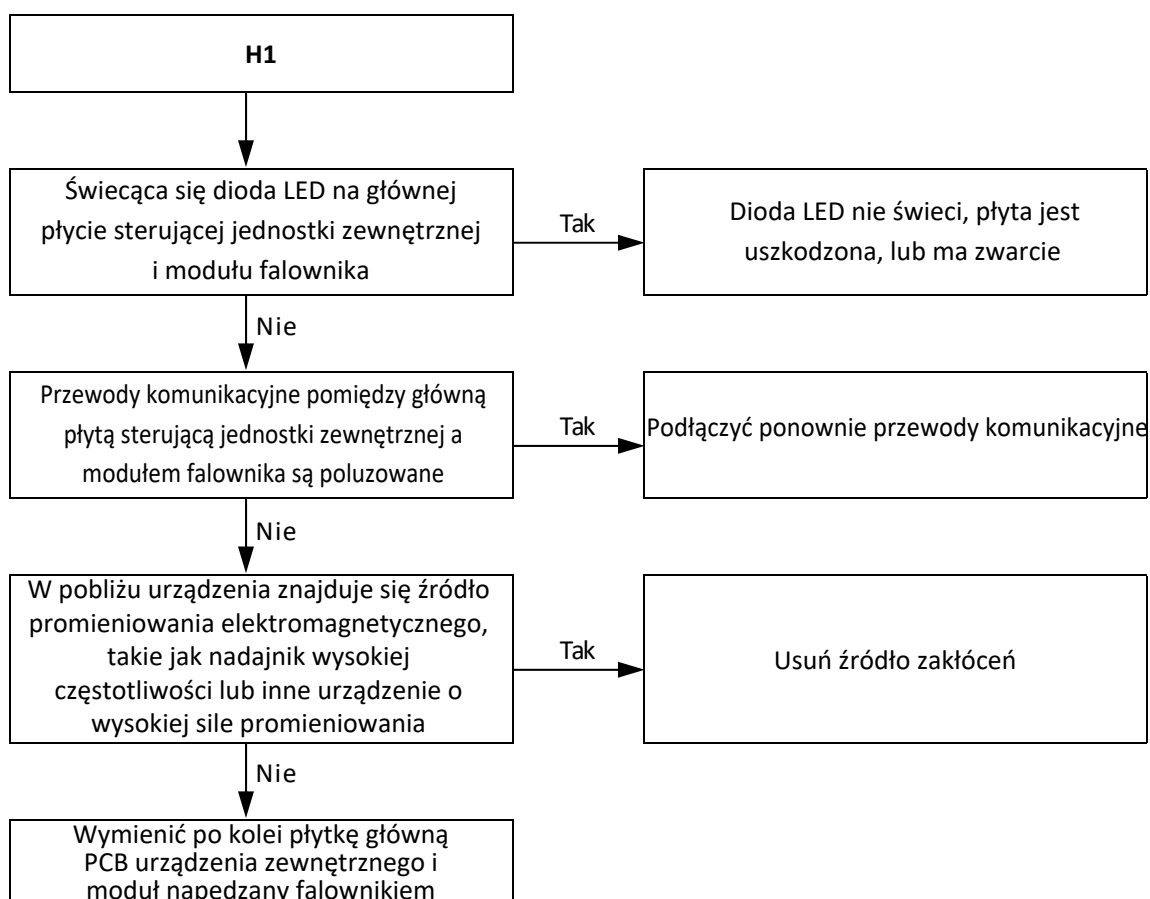 H1
Świecąca się dioda LED na głównej
płycie sterującej jednostki zewnętrznej
i modułu falownika
Tak
Dioda LED nie świeci, płyta jest
uszkodzona, lub ma zwarcie
Nie
Przewody komunikacyjne pomiędzy główną
płytą sterującą jednostki zewnętrznej a
modułem falownika są poluzowane
Tak
Podłączyć ponownie przewody komunikacyjne
Nie
W pobliżu urządzenia znajduje się źródło
promieniowania elektromagnetycznego,
takie jak nadajnik wysokiej
częstotliwości lub inne urządzenie o
wysokiej sile promieniowania
Tak
Usuń źródło zakłóceń
Nie
Wymienić po kolei płytkę główną
PCB urządzenia zewnętrznego i
moduł napędzany falownikiem